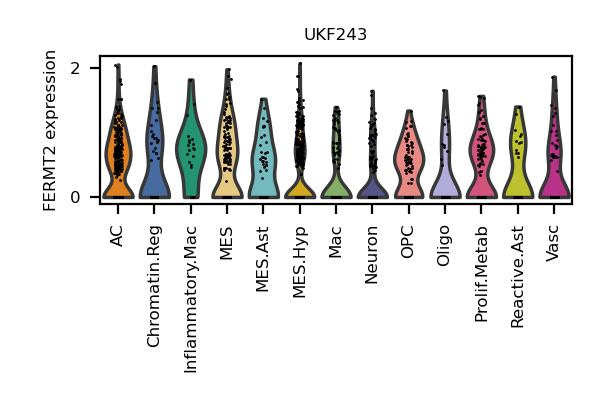 UKF243
FERMT2 expression
2
0
AC
Chromatin.Reg
Inflammatory.Mac
MES
MES.Ast
MES.Hyp
Mac
Neuron
OPC
Oligo
Prolif.Metab
Reactive.Ast
Vasc